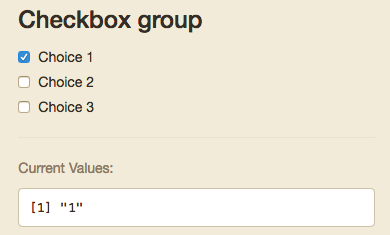 Checkbox group
Choice 1
Choice 2
Choice 3
Current Values:
[1] "1"